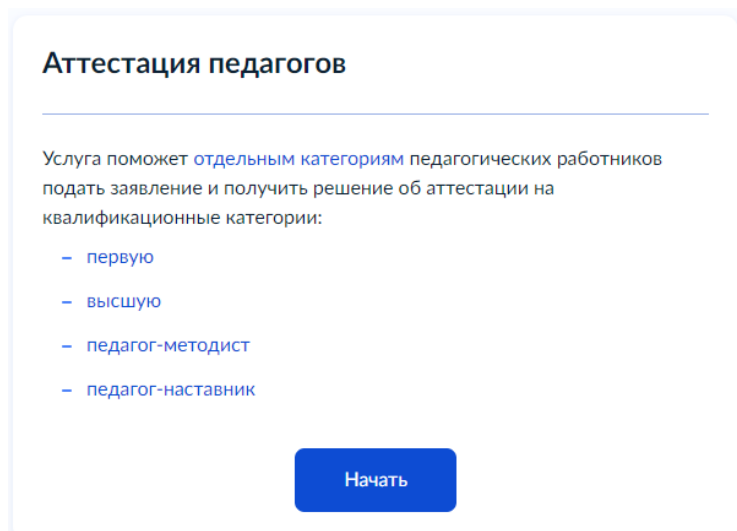 Аттестация педагогов
Услуга поможет отдельным категориям педагогических работников
подать заявление и получить решение об аттестации на
квалификационные категории:
– первую
– высшую
– педагог-методист
– педагог-наставник
Начать